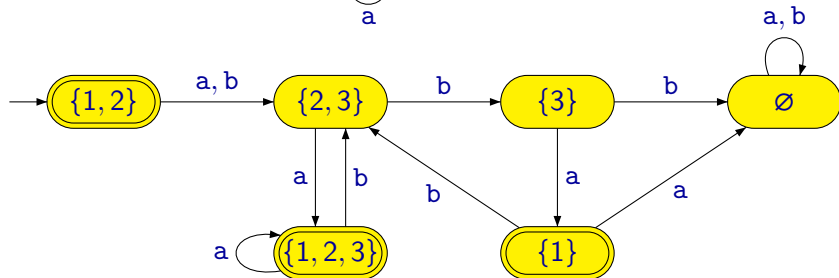 a
a, b
{1, 2} a, b {2, 3} b {3} b ∅
a b b a a
a {1, 2, 3} {1}